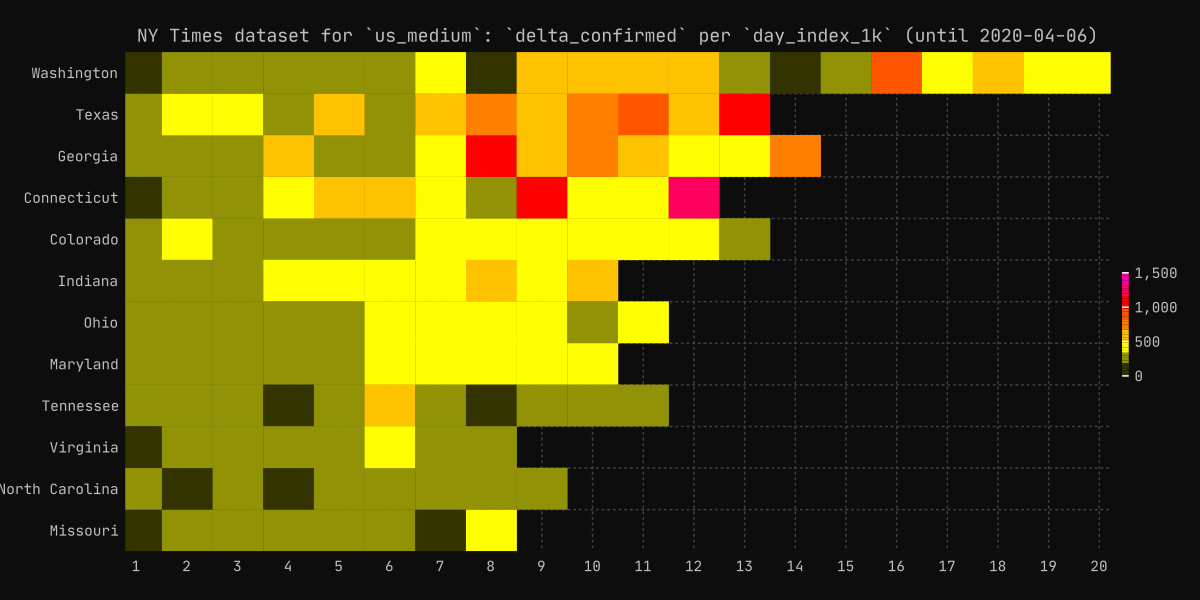 NY Times dataset for `us_medium`: `delta_confirmed` per `day_index_1k` (until 2020-04-06)
Washington
Texas
Georgia
Connecticut
Colorado
Indiana
Ohio
Maryland
Tennessee
Virginia
North Carolina
Missouri
1 2 3 4 5 6 7 8 9 10 11 12 13 14 15 16 17 18 19 20
1,500
1,000
500
0